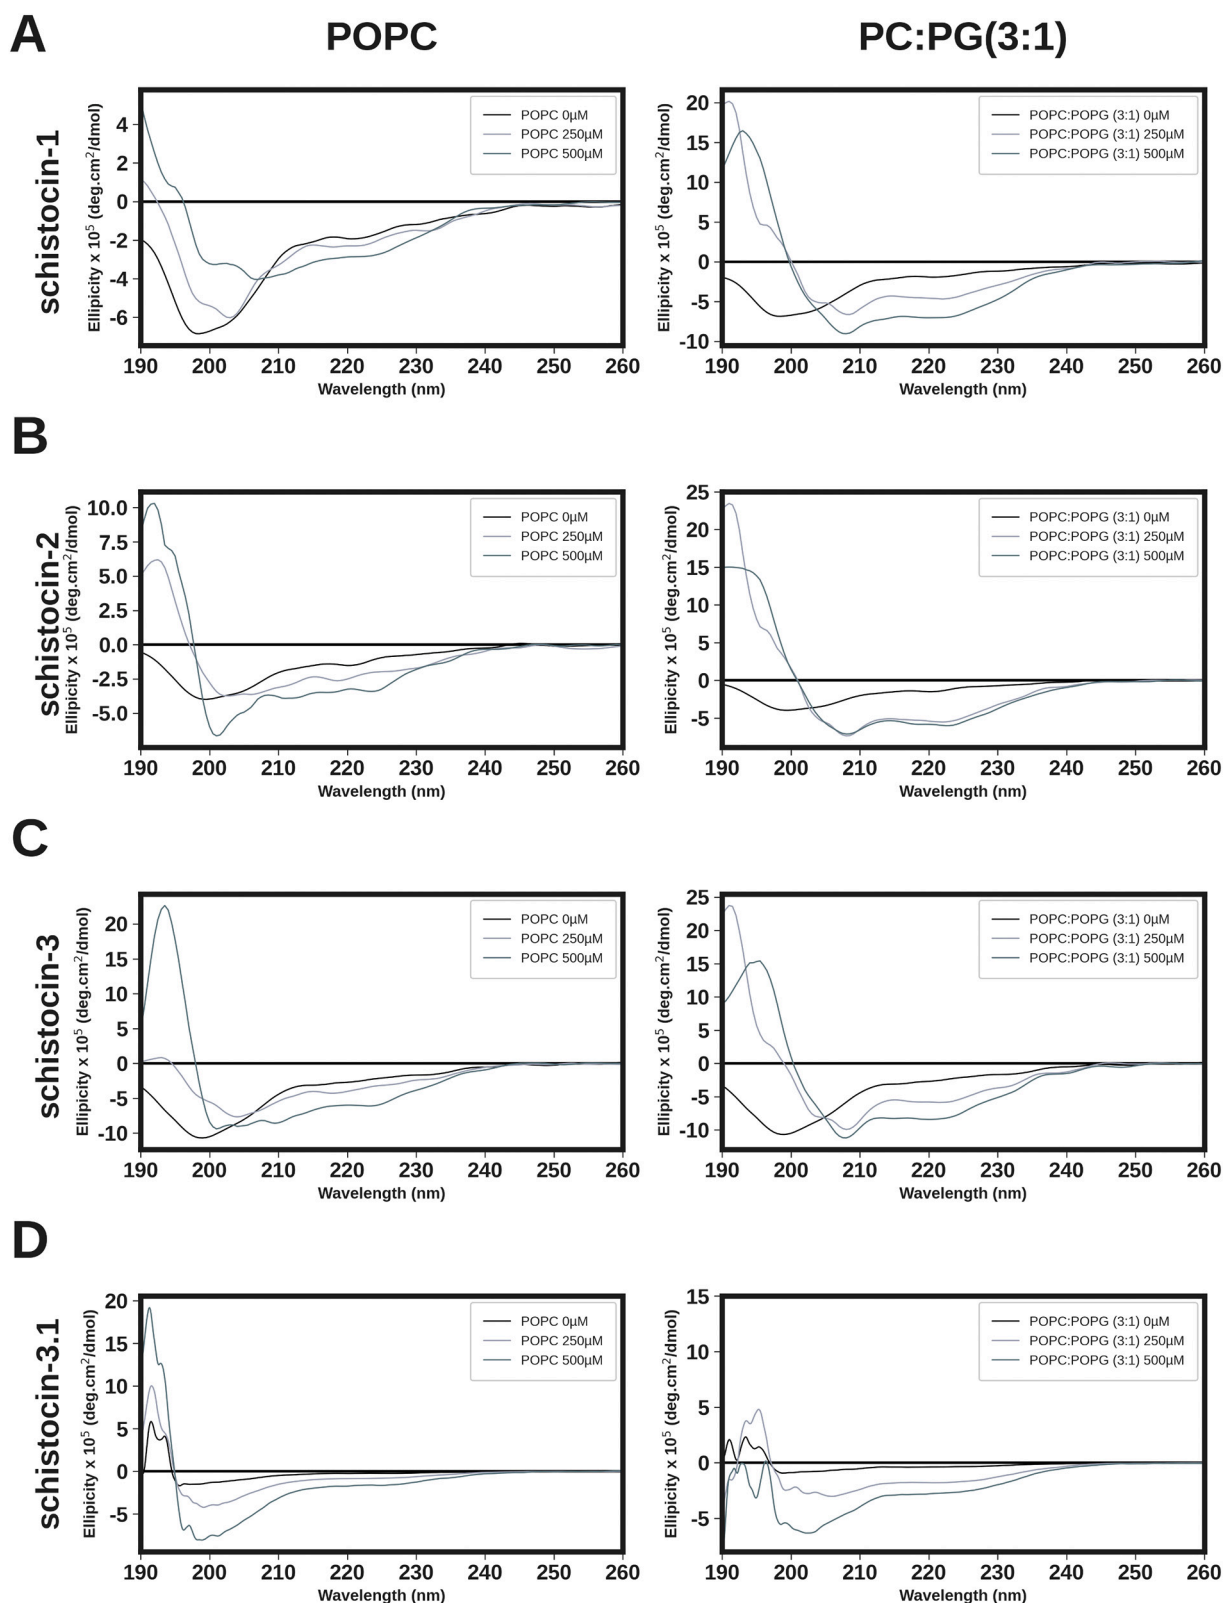 A
POPC
PC:PG(3:1)
schistocin-1
Ellipicity x 10⁵ (deg.cm²/dmol)
4
2
0
-2
-4
-6
POPC 0µM
POPC 250µM
POPC 500µM
190 200 210 220 230 240 250 260
Wavelength (nm)
Ellipicity x 10⁵ (deg.cm²/dmol)
20
15
10
5
0
-5
-10
POPC:POPG (3:1) 0µM
POPC:POPG (3:1) 250µM
POPC:POPG (3:1) 500µM
190 200 210 220 230 240 250 260
Wavelength (nm)
B
schistocin-2
Ellipicity x 10⁵ (deg.cm²/dmol)
10.0
7.5
5.0
2.5
0.0
-2.5
-5.0
POPC 0µM
POPC 250µM
POPC 500µM
190 200 210 220 230 240 250 260
Wavelength (nm)
Ellipicity x 10⁵ (deg.cm²/dmol)
25
20
15
10
5
0
-5
POPC:POPG (3:1) 0µM
POPC:POPG (3:1) 250µM
POPC:POPG (3:1) 500µM
190 200 210 220 230 240 250 260
Wavelength (nm)
C
schistocin-3
Ellipicity x 10⁵ (deg.cm²/dmol)
20
15
10
5
0
-5
-10
POPC 0µM
POPC 250µM
POPC 500µM
190 200 210 220 230 240 250 260
Wavelength (nm)
Ellipicity x 10⁵ (deg.cm²/dmol)
25
20
15
10
5
0
-5
-10
POPC:POPG (3:1) 0µM
POPC:POPG (3:1) 250µM
POPC:POPG (3:1) 500µM
190 200 210 220 230 240 250 260
Wavelength (nm)
D
schistocin-3.1
Ellipicity x 10⁵ (deg.cm²/dmol)
20
15
10
5
0
-5
POPC 0µM
POPC 250µM
POPC 500µM
190 200 210 220 230 240 250 260
Wavelength (nm)
Ellipicity x 10⁵ (deg.cm²/dmol)
15
10
5
0
-5
POPC:POPG (3:1) 0µM
POPC:POPG (3:1) 250µM
POPC:POPG (3:1) 500µM
190 200 210 220 230 240 250 260
Wavelength (nm)